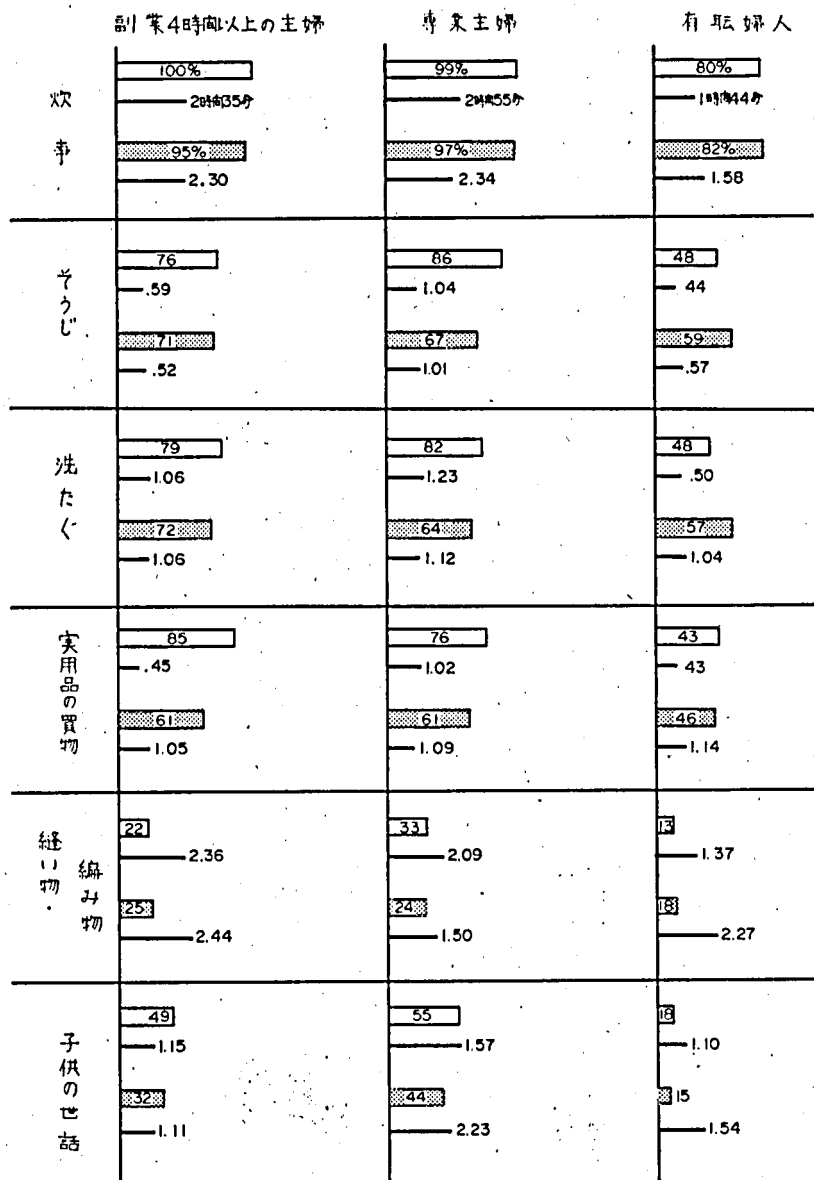 副業4時間以上の主婦 専業主婦 有職婦人
炊事
100% 99% 80%
2時間35分 2時間55分 1時間44分
95% 97% 82%
2.30 2.34 1.58
そうじ
76 86 48
.59 1.04 44
71 67 59
.52 1.01 .57
洗たく
79 82 48
1.06 1.23 .50
72 64 57
1.06 1.12 1.04
実用品の買物
85 76 43
.45 1.02 43
61 61 46
1.05 1.09 1.14
縫い物・
編み物
22 33 13
2.36 2.09 1.37
25 24 18
2.44 1.50 2.27
子供の世話
49 55 18
1.15 1.57 1.10
32 44 15
1.11 2.23 1.54